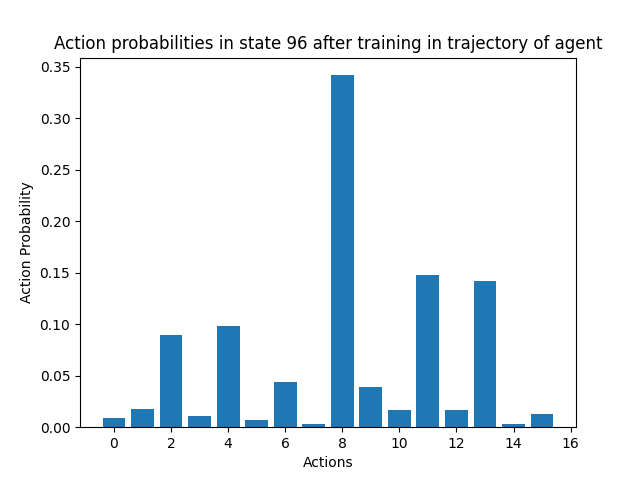 Action probabilities in state 96 after training in trajectory of agent
0.35
0.30
0.25
0.20
0.15
0.10
0.05
0.00
Action Probability
0 2 4 6 8 10 12 14 16
Actions